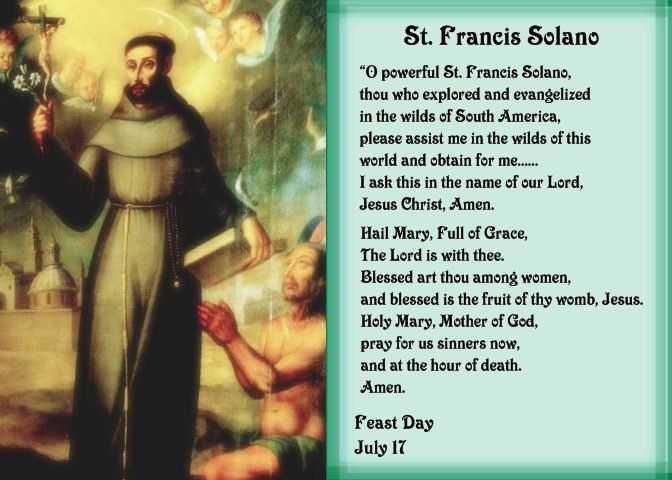 St. Francis Solano
“O powerful St. Francis Solano,
thou who explored and evangelized
in the wilds of South America,
please assist me in the wilds of this
world and obtain for me......
I ask this in the name of our Lord,
Jesus Christ, Amen.
Hail Mary, Full of Grace,
The Lord is with thee.
Blessed art thou among women,
and blessed is the fruit of thy womb, Jesus.
Holy Mary, Mother of God,
pray for us sinners now,
and at the hour of death.
Amen.
Feast Day
July 17